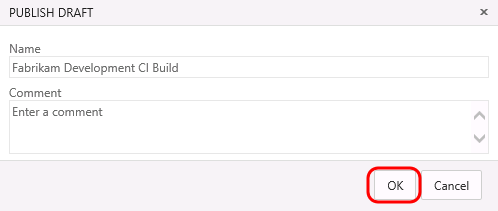 PUBLISH DRAFT
Name
Fabrikam Development CI Build
Comment
Enter a comment
OK
Cancel